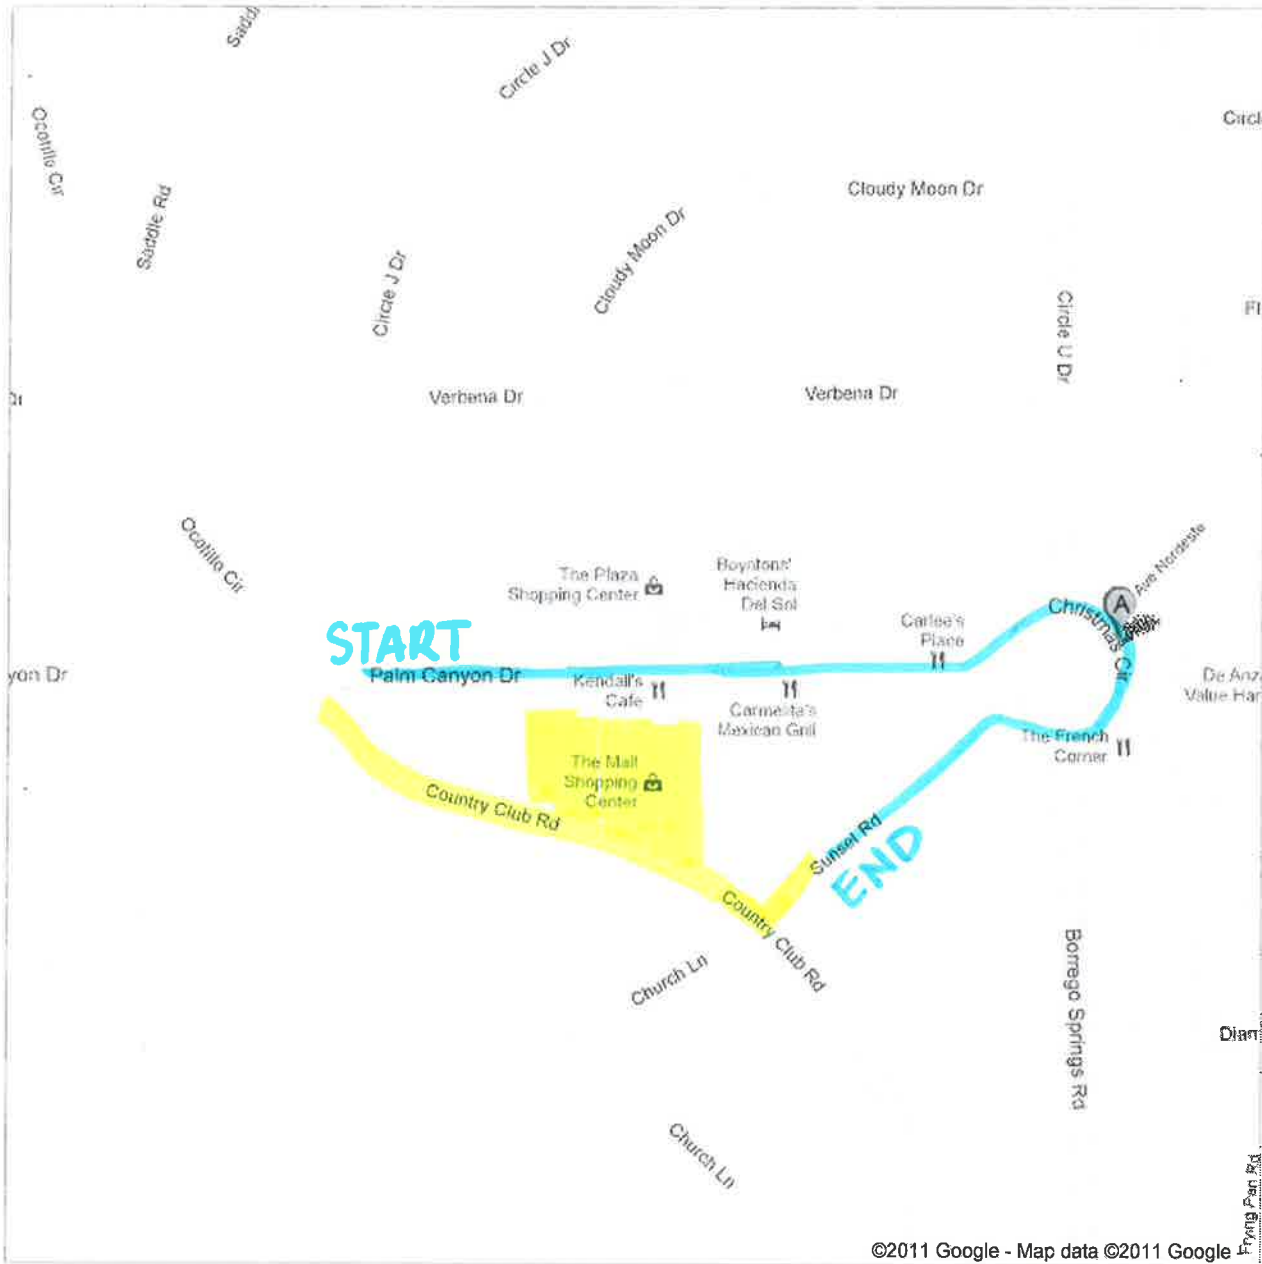 Circle J Dr
Ocotillo Cir
Saddle Rd
Cloudy Moon Dr
Cloudy Moon Dr
Circle J Dr
Circle U Dr
Verbena Dr
Verbena Dr
Ocotillo Cir
Ave Nordeste
The Plaza
Shopping Center
Boyntons'
Hacienda
Del Sol
Carlee's
Place
A
Christmas Cir
START
yon Dr
Palm Canyon Dr
Kendall's
Cafe
Carmelita's
Mexican Grill
De Anz
Value Har
The French
Corner
The Mall
Shopping
Center
Country Club Rd
Sunset Rd
END
Country Club Rd
Church Ln
Borrego Springs Rd
Church Ln
Frying Pan Rd
©2011 Google - Map data ©2011 Google